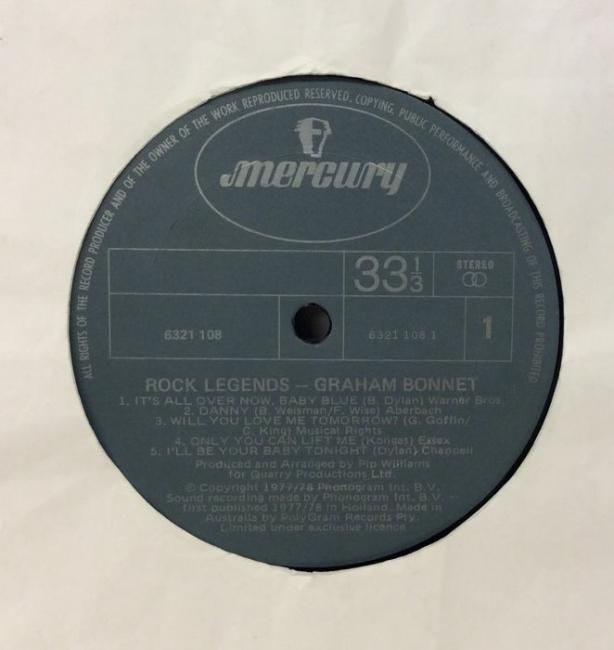 ALL RIGHTS OF THE RECORD PRODUCER AND OF THE OWNER OF THE WORK REPRODUCED RESERVED. COPYING, PUBLIC PERFORMANCE AND BROADCASTING OF THIS RECORD PROHIBITED
mercury
33 1/3
STEREO
6321 108
6321 108 1
1
ROCK LEGENDS – GRAHAM BONNET
1. IT'S ALL OVER NOW, BABY BLUE (B. Dylan) Warner Bros.
2. DANNY (B. Weisman/F. Wise) Aberbach
3. WILL YOU LOVE ME TOMORROW? (G. Goffin/
C. King) Musical Rights
4. ONLY YOU CAN LIFT ME (Kongos) Essex
5. I'LL BE YOUR BABY TONIGHT (Dylan) Chappell
Produced and Arranged by Pip Williams
for Quarry Productions Ltd.
© Copyright 1977/78 Phonogram Int. B.V.
Sound recording made by Phonogram Int. B.V. —
first published 1977/78 in Holland. Made in
Australia by PolyGram Records Pty.
Limited under exclusive licence